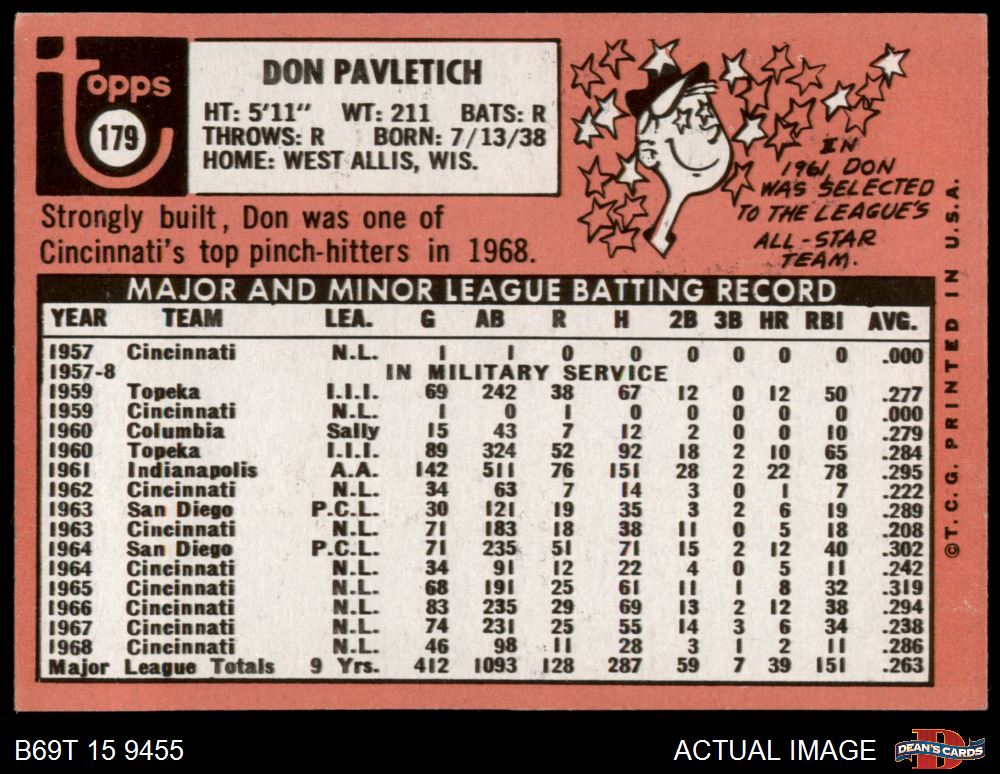 topps
179
DON PAVLETICH
HT: 5'11" WT: 211 BATS: R
THROWS: R BORN: 7/13/38
HOME: WEST ALLIS, WIS.
Strongly built, Don was one of
Cincinnati's top pinch-hitters in 1968.
IN
1961, DON
WAS SELECTED
TO THE LEAGUE'S
ALL-STAR
TEAM.
MAJOR AND MINOR LEAGUE BATTING RECORD
YEAR TEAM LEA. G AB R H 2B 3B HR RBI AVG.
1957 Cincinnati N.L. 1 1 0 0 0 0 0 0 .000
1957-8 IN MILITARY SERVICE
1959 Topeka I.I.I. 69 242 38 67 12 0 12 50 .277
1959 Cincinnati N.L. 1 0 1 0 0 0 0 0 .000
1960 Columbia Sally 15 43 7 12 2 0 0 10 .279
1960 Topeka I.I.I. 89 324 52 92 18 2 10 65 .284
1961 Indianapolis A.A. 142 511 76 151 28 2 22 78 .295
1962 Cincinnati N.L. 34 63 7 14 3 0 1 7 .222
1963 San Diego P.C.L. 30 121 19 35 3 2 6 19 .289
1963 Cincinnati N.L. 71 183 18 38 11 0 5 18 .208
1964 San Diego P.C.L. 71 235 51 71 15 2 12 40 .302
1964 Cincinnati N.L. 34 91 12 22 4 0 5 11 .242
1965 Cincinnati N.L. 68 191 25 61 11 1 8 32 .319
1966 Cincinnati N.L. 83 235 29 69 13 2 12 38 .294
1967 Cincinnati N.L. 74 231 25 55 14 3 6 34 .238
1968 Cincinnati N.L. 46 98 11 28 3 1 2 11 .286
Major League Totals 9 Yrs. 412 1093 128 287 59 7 39 151 .263
©T.C.G. PRINTED IN U.S.A.
B69T 15 9455
ACTUAL IMAGE
DEAN'S CARDS